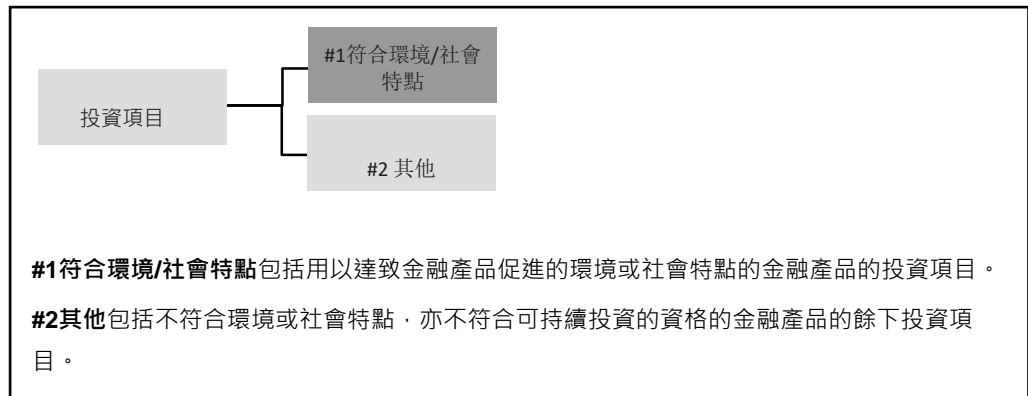 #1符合環境/社會
特點
投資項目
#2 其他
#1符合環境/社會特點包括用以達致金融產品促進的環境或社會特點的金融產品的投資項目。
#2其他包括不符合環境或社會特點，亦不符合可持續投資的資格的金融產品的餘下投資項
目。